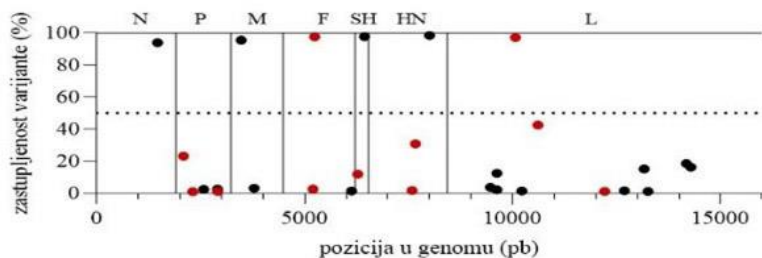 N P M F SH HN L
100
80
60
40
20
0
zastupljenost varijante (%)
0 5000 10000 15000
pozicija u genomu (pb)